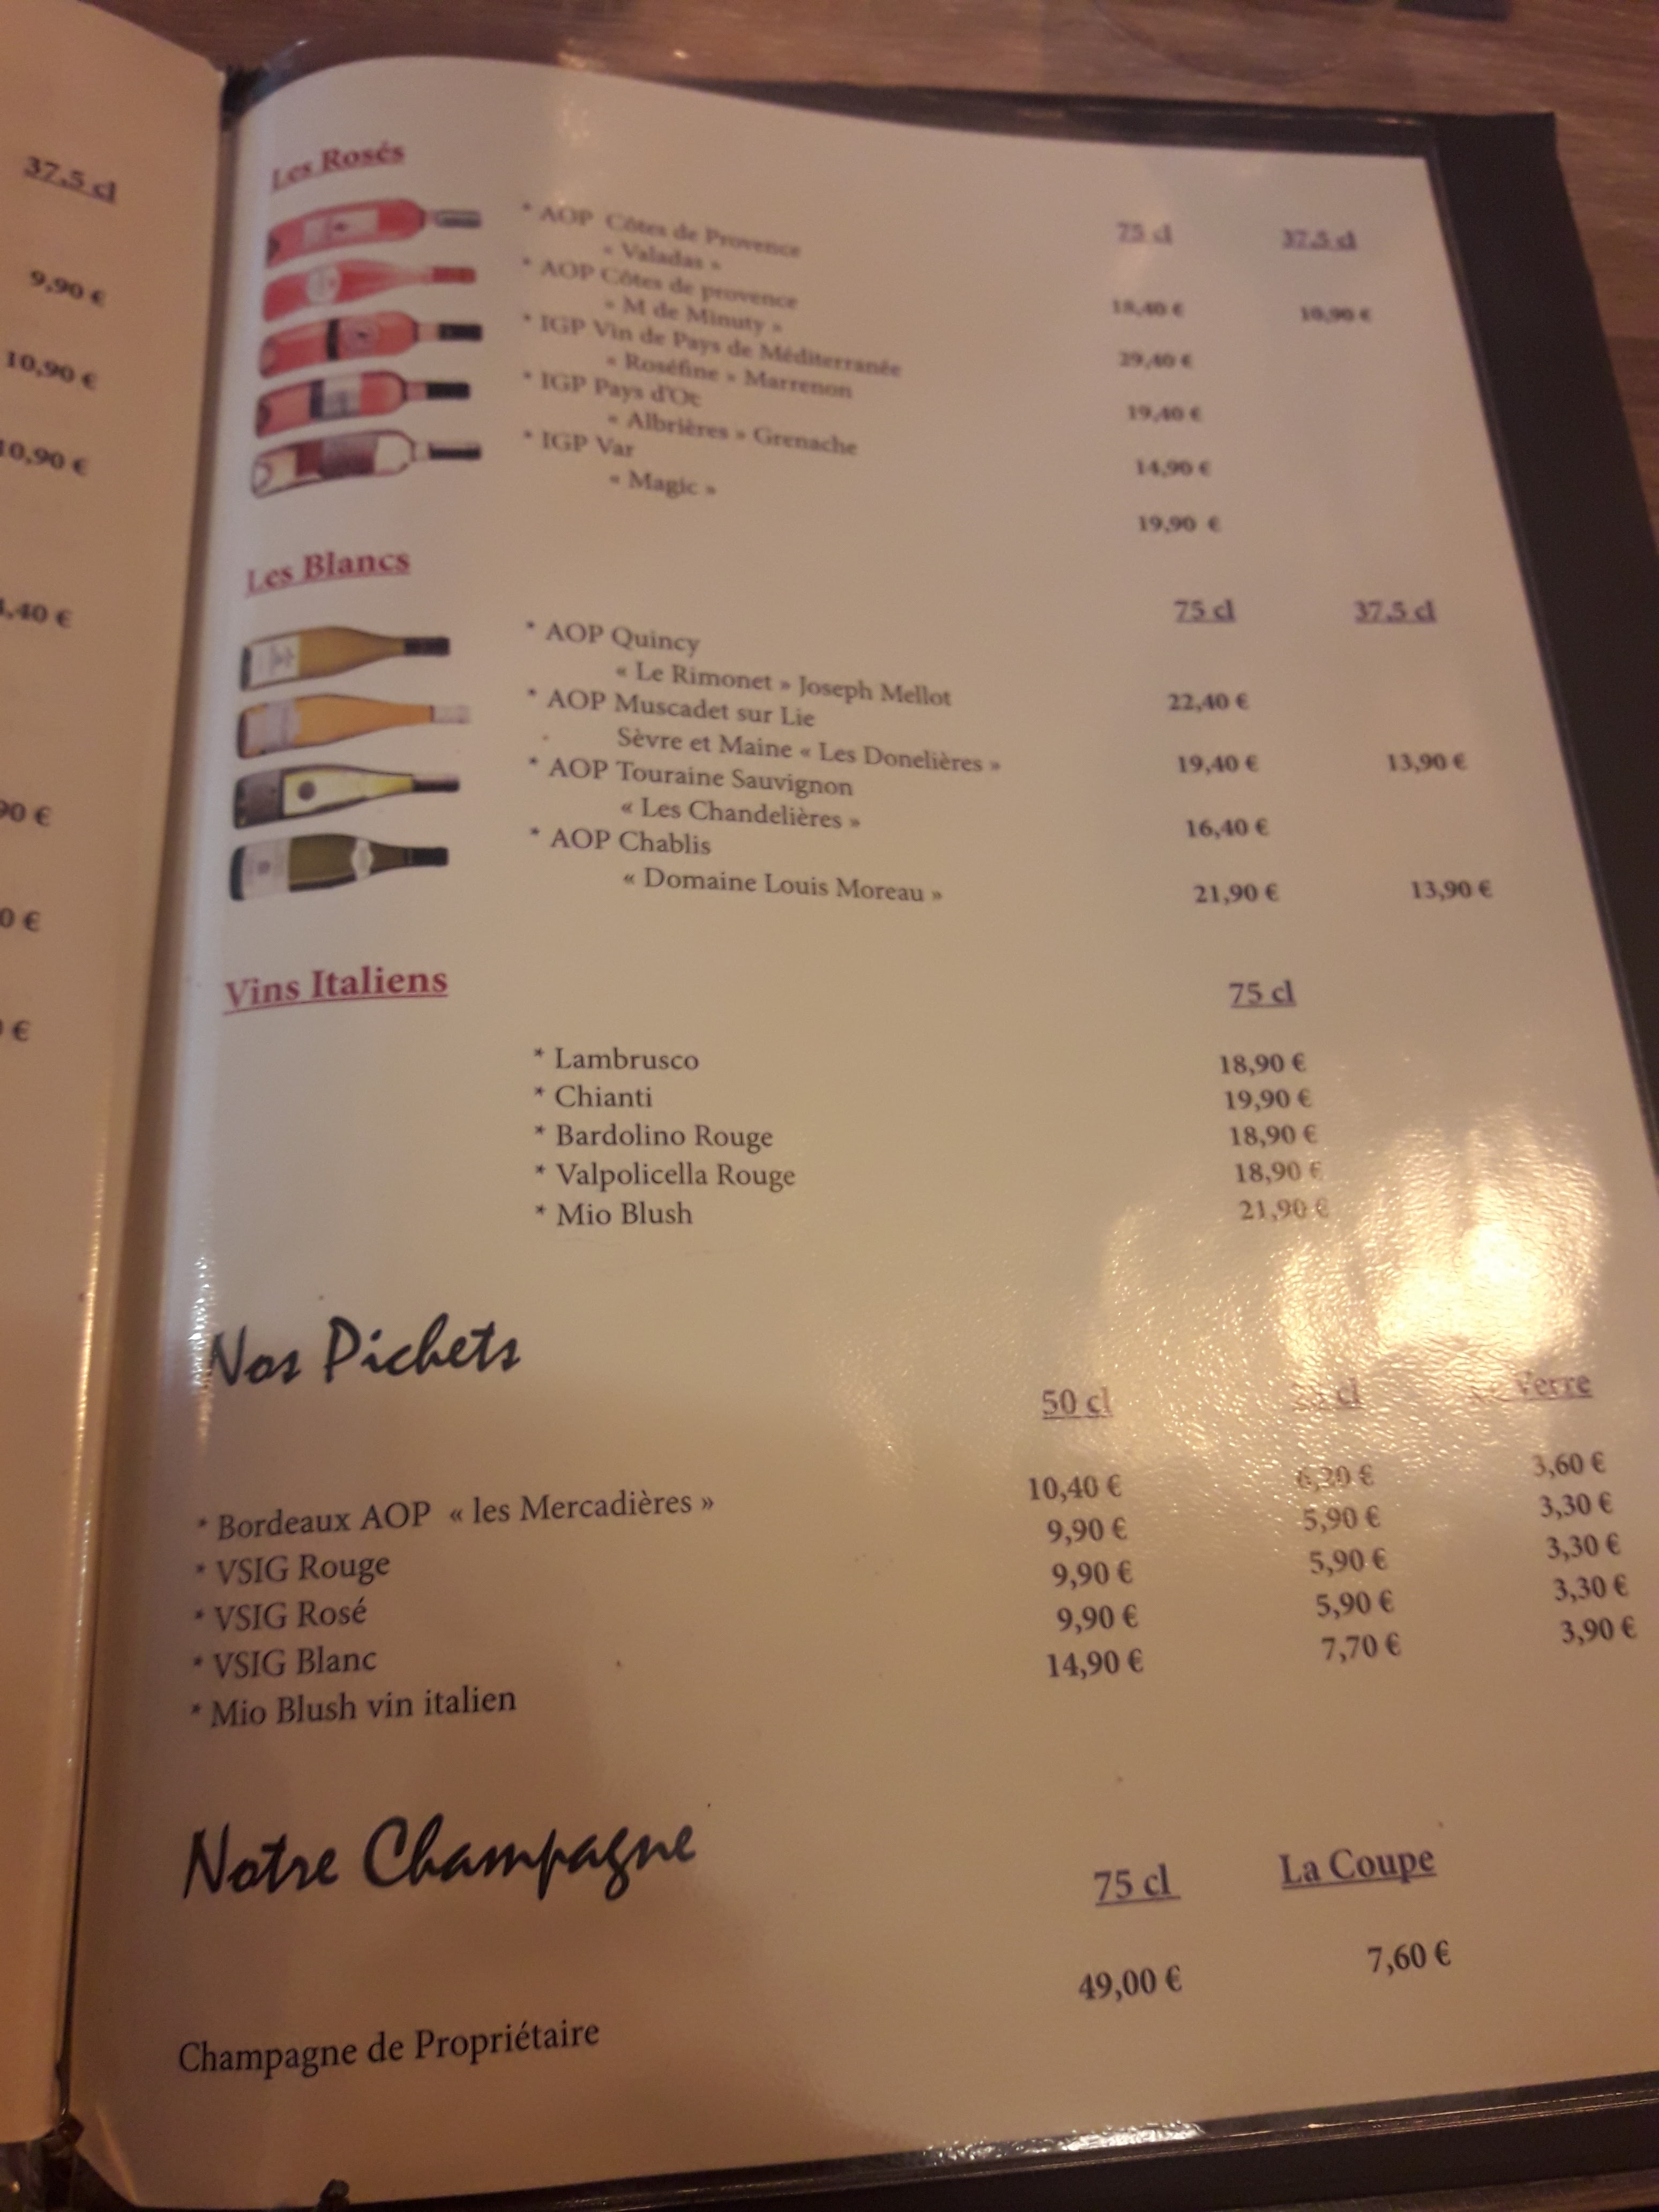 37,5 cl
9,90 €
10,90 €
10,90 €
,40 €
90 €
0 €
€
Les Rosés
75 cl 37,5 cl
* AOP Côtes de Provence
« Valadas » 18,40 € 10,90 €
* AOP Côtes de provence
« M de Minuty » 29,40 €
* IGP Vin de Pays de Méditerranée
« Roséfine » Marrenon 19,40 €
* IGP Pays d'Oc
« Albrières » Grenache 14,90 €
* IGP Var
« Magic » 19,90 €
Les Blancs
75 cl 37,5 cl
* AOP Quincy
« Le Rimonet » Joseph Mellot 22,40 €
* AOP Muscadet sur Lie
Sèvre et Maine « Les Donelières » 19,40 € 13,90 €
* AOP Touraine Sauvignon
« Les Chandelières » 16,40 €
* AOP Chablis
« Domaine Louis Moreau » 21,90 € 13,90 €
Vins Italiens
75 cl
* Lambrusco 18,90 €
* Chianti 19,90 €
* Bardolino Rouge 18,90 €
* Valpolicella Rouge 18,90 €
* Mio Blush 21,90 €
Nos Pichets
50 cl cl Verre
* Bordeaux AOP « les Mercadières » 10,40 € 6,20 € 3,60 €
* VSIG Rouge 9,90 € 5,90 € 3,30 €
* VSIG Rosé 9,90 € 5,90 € 3,30 €
* VSIG Blanc 9,90 € 5,90 € 3,30 €
* Mio Blush vin italien 14,90 € 7,70 € 3,90 €
Notre Champagne
75 cl La Coupe
Champagne de Propriétaire 49,00 € 7,60 €